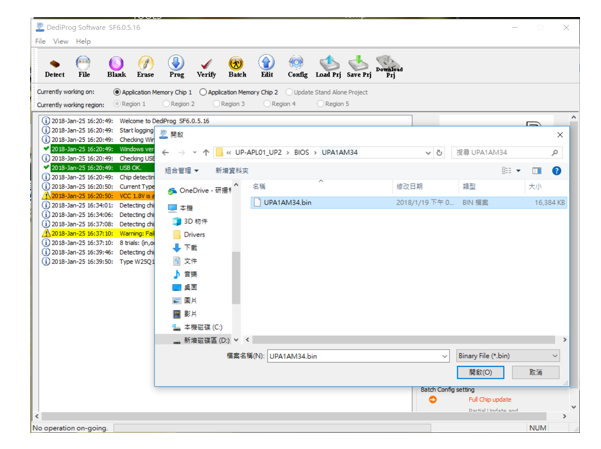 DediProg Software SF6.0.5.16
File View Help
Detect File Blank Erase Prog Verify Batch Edit Config Load Prj Save Prj Download Prj
Currently working on: Application Memory Chip 1 Application Memory Chip 2 Update Stand Alone Project
Currently working region: Region 1 Region 2 Region 3 Region 4 Region 5
2018-Jan-25 16:20:49: Welcome to DediProg SF6.0.5.16
2018-Jan-25 16:20:49: Start logging
2018-Jan-25 16:20:49: Checking Win
2018-Jan-25 16:20:49: Windows ver
2018-Jan-25 16:20:49: Checking USE
2018-Jan-25 16:20:49: USB OK.
2018-Jan-25 16:20:49: Chip detectin
2018-Jan-25 16:20:50: Current Type
2018-Jan-25 16:20:50: VCC 1.8V is
2018-Jan-25 16:34:01: Detecting chi
2018-Jan-25 16:34:06: Detecting chi
2018-Jan-25 16:37:08: Detecting chi
2018-Jan-25 16:37:10: Warning: Fail
2018-Jan-25 16:37:10: 8 trials: (in,o
2018-Jan-25 16:39:46: Detecting chi
2018-Jan-25 16:39:50: Type W25Q1
開啟
« UP-APL01_UP2 › BIOS › UPA1AM34
搜尋 UPA1AM34
組合管理 新增資料夾
名稱 修改日期 類型 大小
UPA1AM34.bin 2018/1/19 下午 0... BIN 檔案 16,384 KB
OneDrive - 研揚
本機
3D 物件
Drivers
下載
文件
音樂
桌面
圖片
影片
本機磁碟 (C:)
新增磁碟區 (D:)
檔案名稱(N): UPA1AM34.bin Binary File (*.bin)
開啟(O) 取消
Batch Config setting
Full Chip update
Partial Update and
No operation on-going. NUM